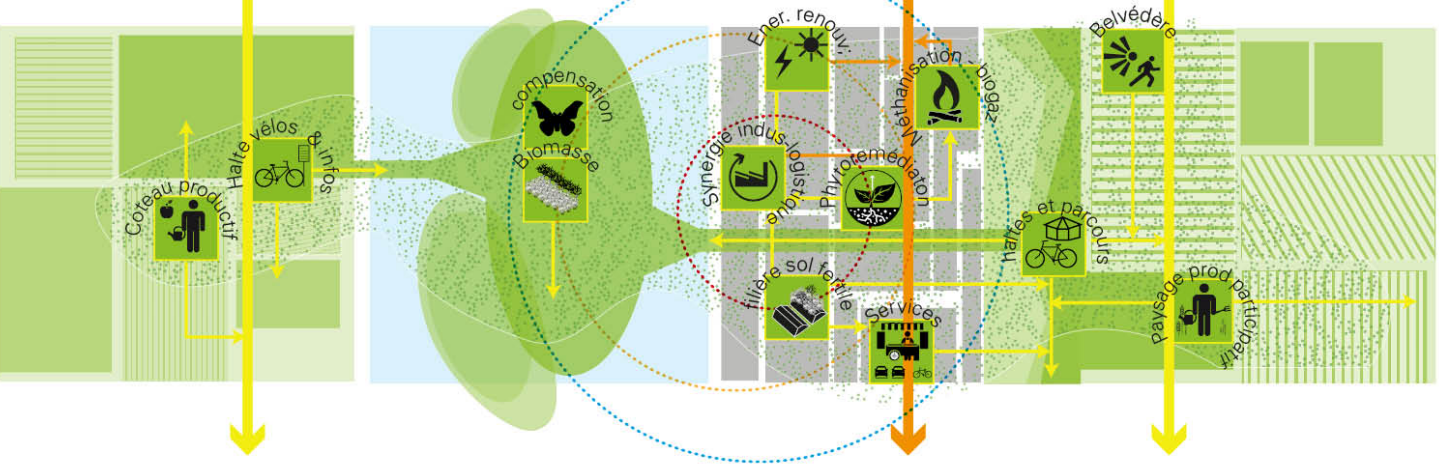 Coteau productif
Halte vélos & infos
compensation
Biomasse
Ener. renouv.
Synergie indus-logistique
Méthanisation - biogaz
Phytoremédiaton
filière sol fertile
Services
haltes et parcours
Belvédère
Paysage prod participatif